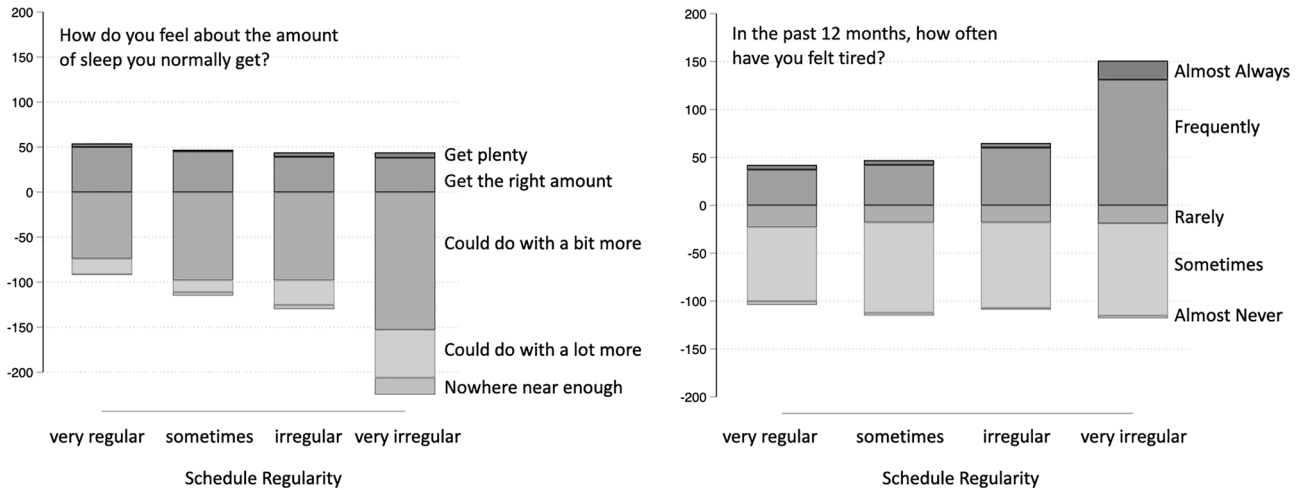 200
150
100
50
0
-50
-100
-150
-200
How do you feel about the amount
of sleep you normally get?
Get plenty
Get the right amount
Could do with a bit more
Could do with a lot more
Nowhere near enough
very regular
sometimes
irregular
very irregular
Schedule Regularity
200
150
100
50
0
-50
-100
-150
-200
In the past 12 months, how often
have you felt tired?
Almost Always
Frequently
Rarely
Sometimes
Almost Never
very regular
sometimes
irregular
very irregular
Schedule Regularity